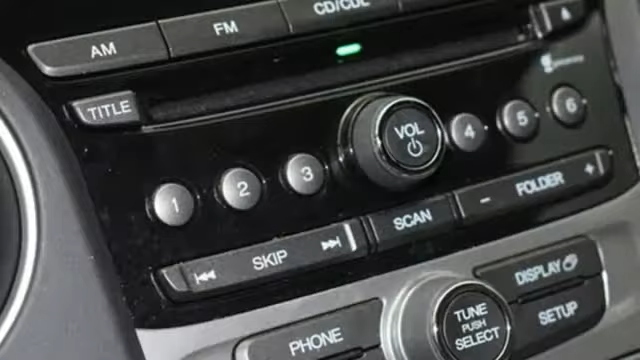 AM
FM
CD/CDC
TITLE
VOL
1
2
3
4
5
6
SKIP
SCAN
- FOLDER +
PHONE
TUNE
PUSH
SELECT
DISPLAY
SETUP